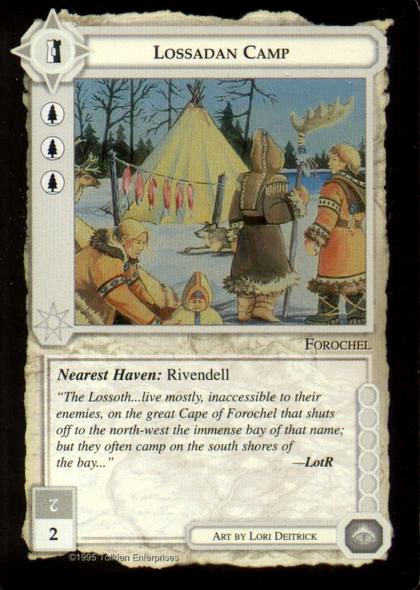 LOSSADAN CAMP
FOROCHEL
Nearest Haven: Rivendell
“The Lossoth...live mostly, inaccessible to their
enemies, on the great Cape of Forochel that shuts
off to the north-west the immense bay of that name;
but they often camp on the south shores of
the bay...” —LotR
2
2
ART BY LORI DEITRICK
©1995 Tolkien Enterprises